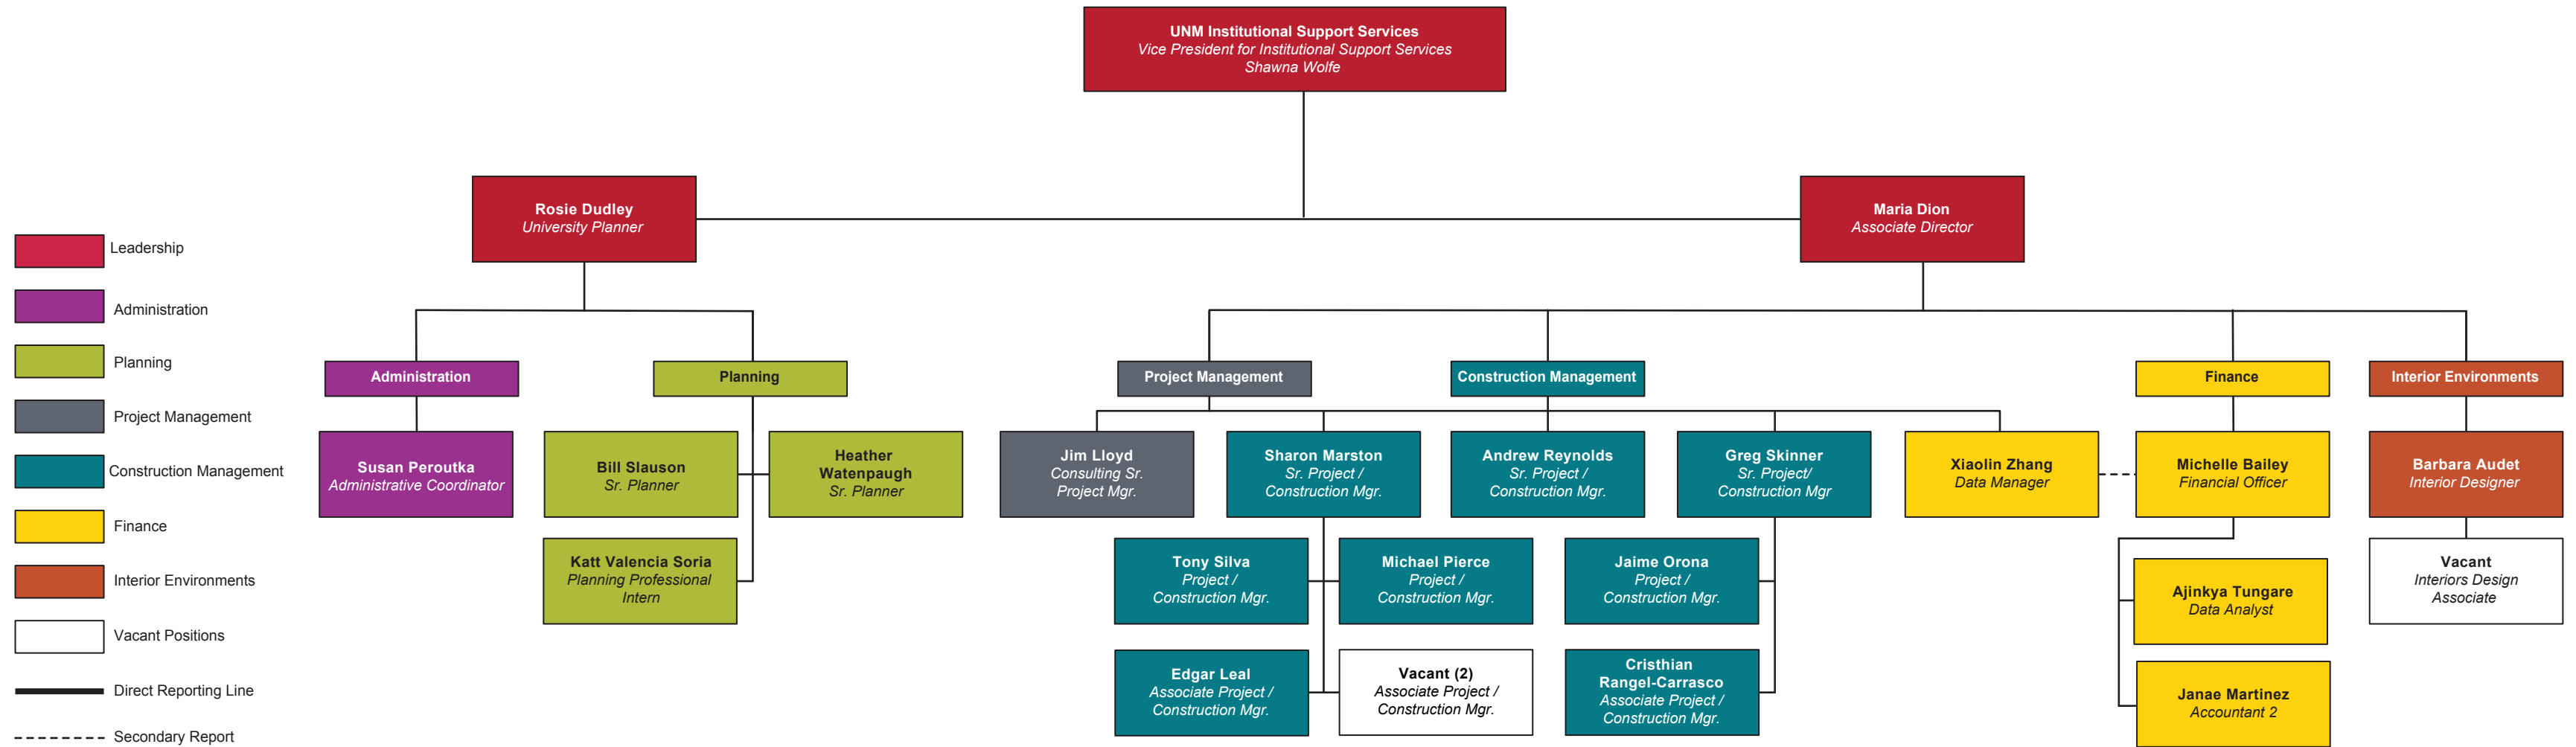 UNM Institutional Support Services
Vice President for Institutional Support Services
Shawna Wolfe
Rosie Dudley
University Planner
Maria Dion
Associate Director
Leadership
Administration
Planning
Project Management
Construction Management
Finance
Interior Environments
Vacant Positions
Direct Reporting Line
Secondary Report
Administration
Planning
Project Management
Construction Management
Finance
Interior Environments
Susan Peroutka
Administrative Coordinator
Bill Slauson
Sr. Planner
Heather
Watenpaugh
Sr. Planner
Katt Valencia Soria
Planning Professional
Intern
Jim Lloyd
Consulting Sr.
Project Mgr.
Sharon Marston
Sr. Project /
Construction Mgr.
Andrew Reynolds
Sr. Project /
Construction Mgr.
Greg Skinner
Sr. Project/
Construction Mgr
Xiaolin Zhang
Data Manager
Michelle Bailey
Financial Officer
Barbara Audet
Interior Designer
Tony Silva
Project /
Construction Mgr.
Michael Pierce
Project /
Construction Mgr.
Jaime Orona
Project /
Construction Mgr.
Ajinkya Tungare
Data Analyst
Vacant
Interiors Design
Associate
Edgar Leal
Associate Project /
Construction Mgr.
Vacant (2)
Associate Project /
Construction Mgr.
Cristhian
Rangel-Carrasco
Associate Project /
Construction Mgr.
Janae Martinez
Accountant 2